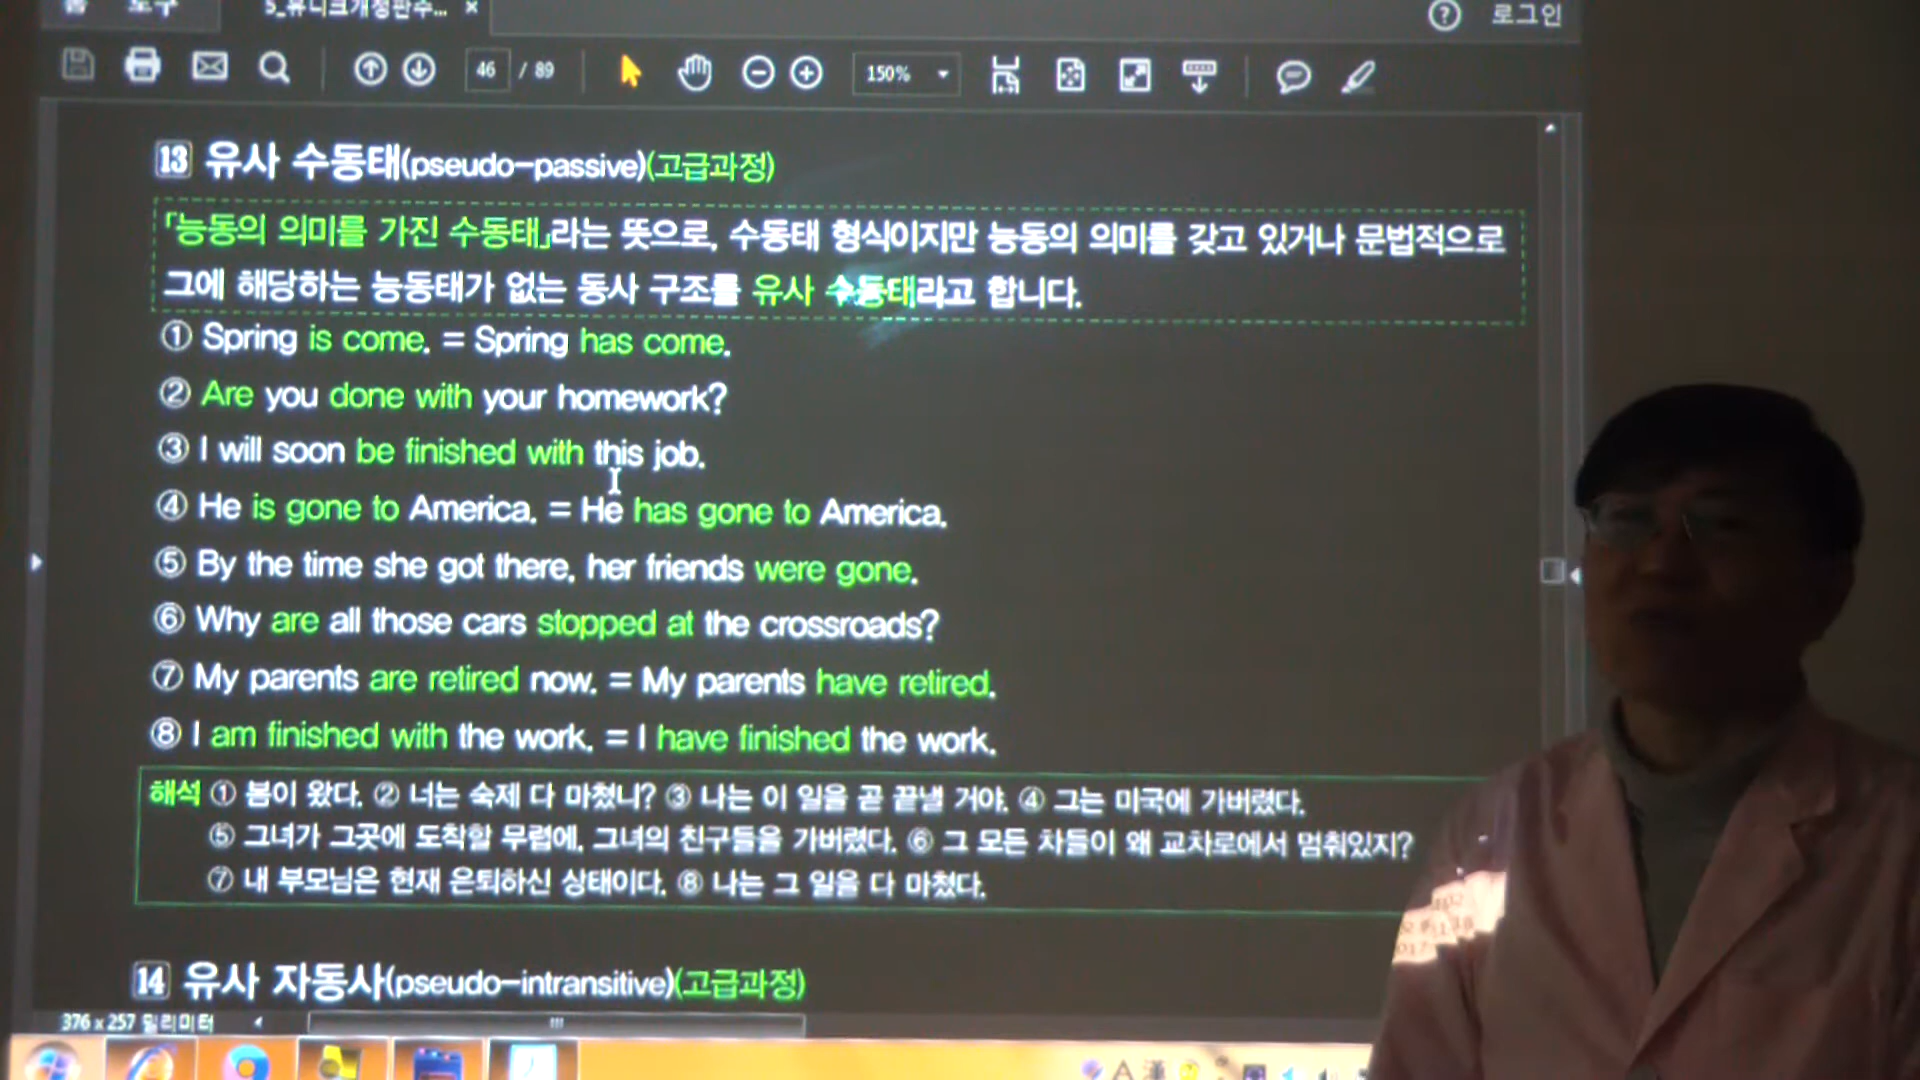 5_유니크개정판수... ×
로그인
46 / 89
150%
13 유사 수동태(pseudo-passive)(고급과정)
「능동의 의미를 가진 수동태」라는 뜻으로, 수동태 형식이지만 능동의 의미를 갖고 있거나 문법적으로
그에 해당하는 능동태가 없는 동사 구조를 유사 수동태라고 합니다.
① Spring is come. = Spring has come.
② Are you done with your homework?
③ I will soon be finished with this job.
④ He is gone to America. = He has gone to America.
⑤ By the time she got there, her friends were gone.
⑥ Why are all those cars stopped at the crossroads?
⑦ My parents are retired now. = My parents have retired.
⑧ I am finished with the work. = I have finished the work.
해석 ① 봄이 왔다. ② 너는 숙제 다 마쳤니? ③ 나는 이 일을 곧 끝낼 거야. ④ 그는 미국에 가버렸다.
⑤ 그녀가 그곳에 도착할 무렵에, 그녀의 친구들을 가버렸다. ⑥ 그 모든 차들이 왜 교차로에서 멈춰있지?
⑦ 내 부모님은 현재 은퇴하신 상태이다. ⑧ 나는 그 일을 다 마쳤다.
14 유사 자동사(pseudo-intransitive)(고급과정)
376 x 257 밀리미터
A 漢